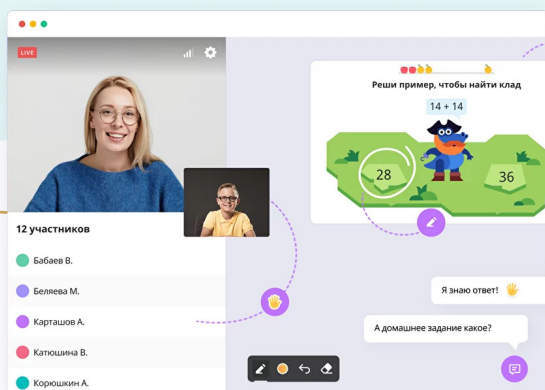 LIVE
12 участников
Бабаев В.
Беляева М.
Карташов А.
Катюшина В.
Корюшкин А.
Реши пример, чтобы найти клад
14 + 14
28
36
Я знаю ответ!
А домашнее задание какое?